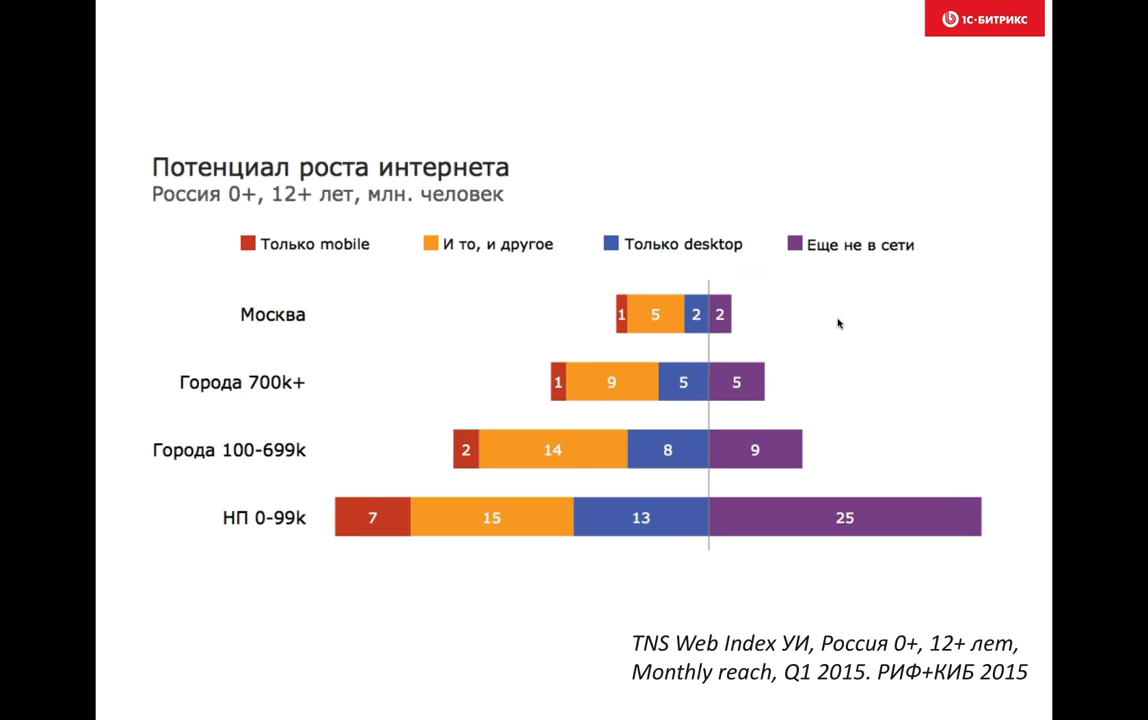 1С-БИТРИКС
Потенциал роста интернета
Россия 0+, 12+ лет, млн. человек
Только mobile И то, и другое Только desktop Еще не в сети
Москва 1 5 2 2
Города 700k+ 1 9 5 5
Города 100-699k 2 14 8 9
НП 0-99k 7 15 13 25
TNS Web Index УИ, Россия 0+, 12+ лет,
Monthly reach, Q1 2015. РИФ+КИБ 2015